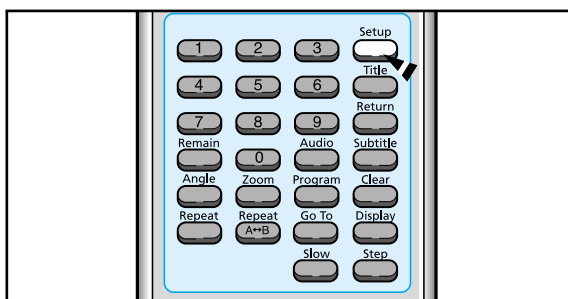 Setup
1 2 3
Title
4 5 6
Return
7 8 9
Remain Audio Subtitle
0
Angle Zoom Program Clear
Repeat Repeat Go To Display
A↔B
Slow Step